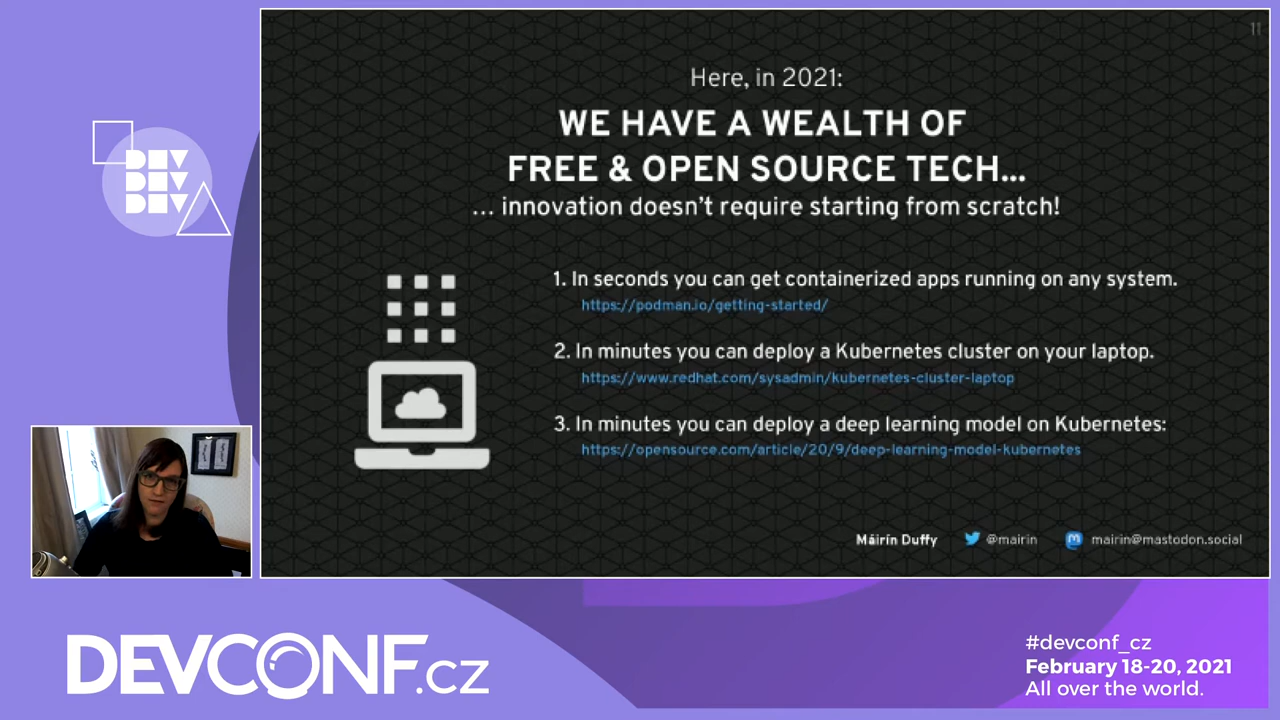 11
Here, in 2021:
WE HAVE A WEALTH OF
FREE & OPEN SOURCE TECH...
... innovation doesn't require starting from scratch!
1. In seconds you can get containerized apps running on any system.
https://podman.io/getting-started/
2. In minutes you can deploy a Kubernetes cluster on your laptop.
https://www.redhat.com/sysadmin/kubernetes-cluster-laptop
3. In minutes you can deploy a deep learning model on Kubernetes:
https://opensource.com/article/20/9/deep-learning-model-kubernetes
Máirín Duffy @mairin mairin@mastodon.social
DEV
DEV
DEV
DEVCONF.cz
#devconf_cz
February 18-20, 2021
All over the world.